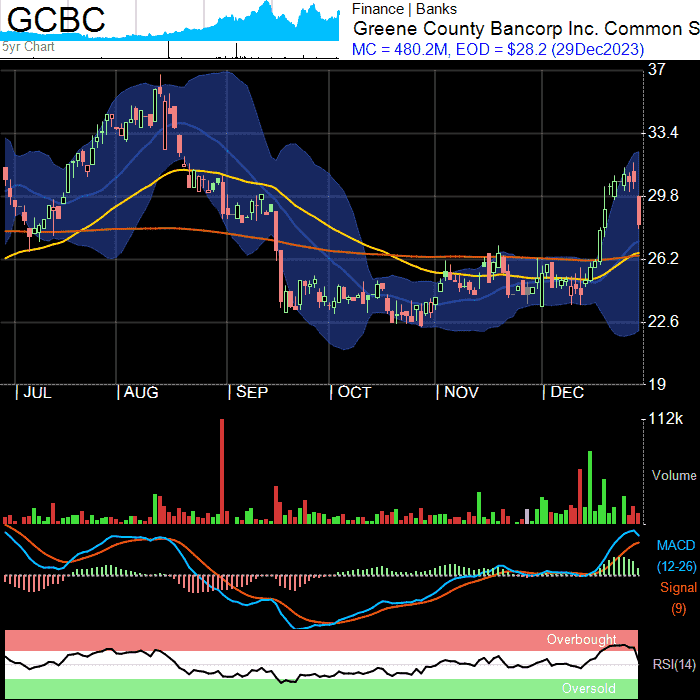 GCBC
5yr Chart
Finance | Banks
Greene County Bancorp Inc. Common S
MC = 480.2M, EOD = $28.2 (29Dec2023)
37
33.4
29.8
26.2
22.6
19
| JUL | AUG | SEP | OCT | NOV | DEC
112k
Volume
MACD
(12-26)
Signal
(9)
Overbought
RSI(14)
Oversold